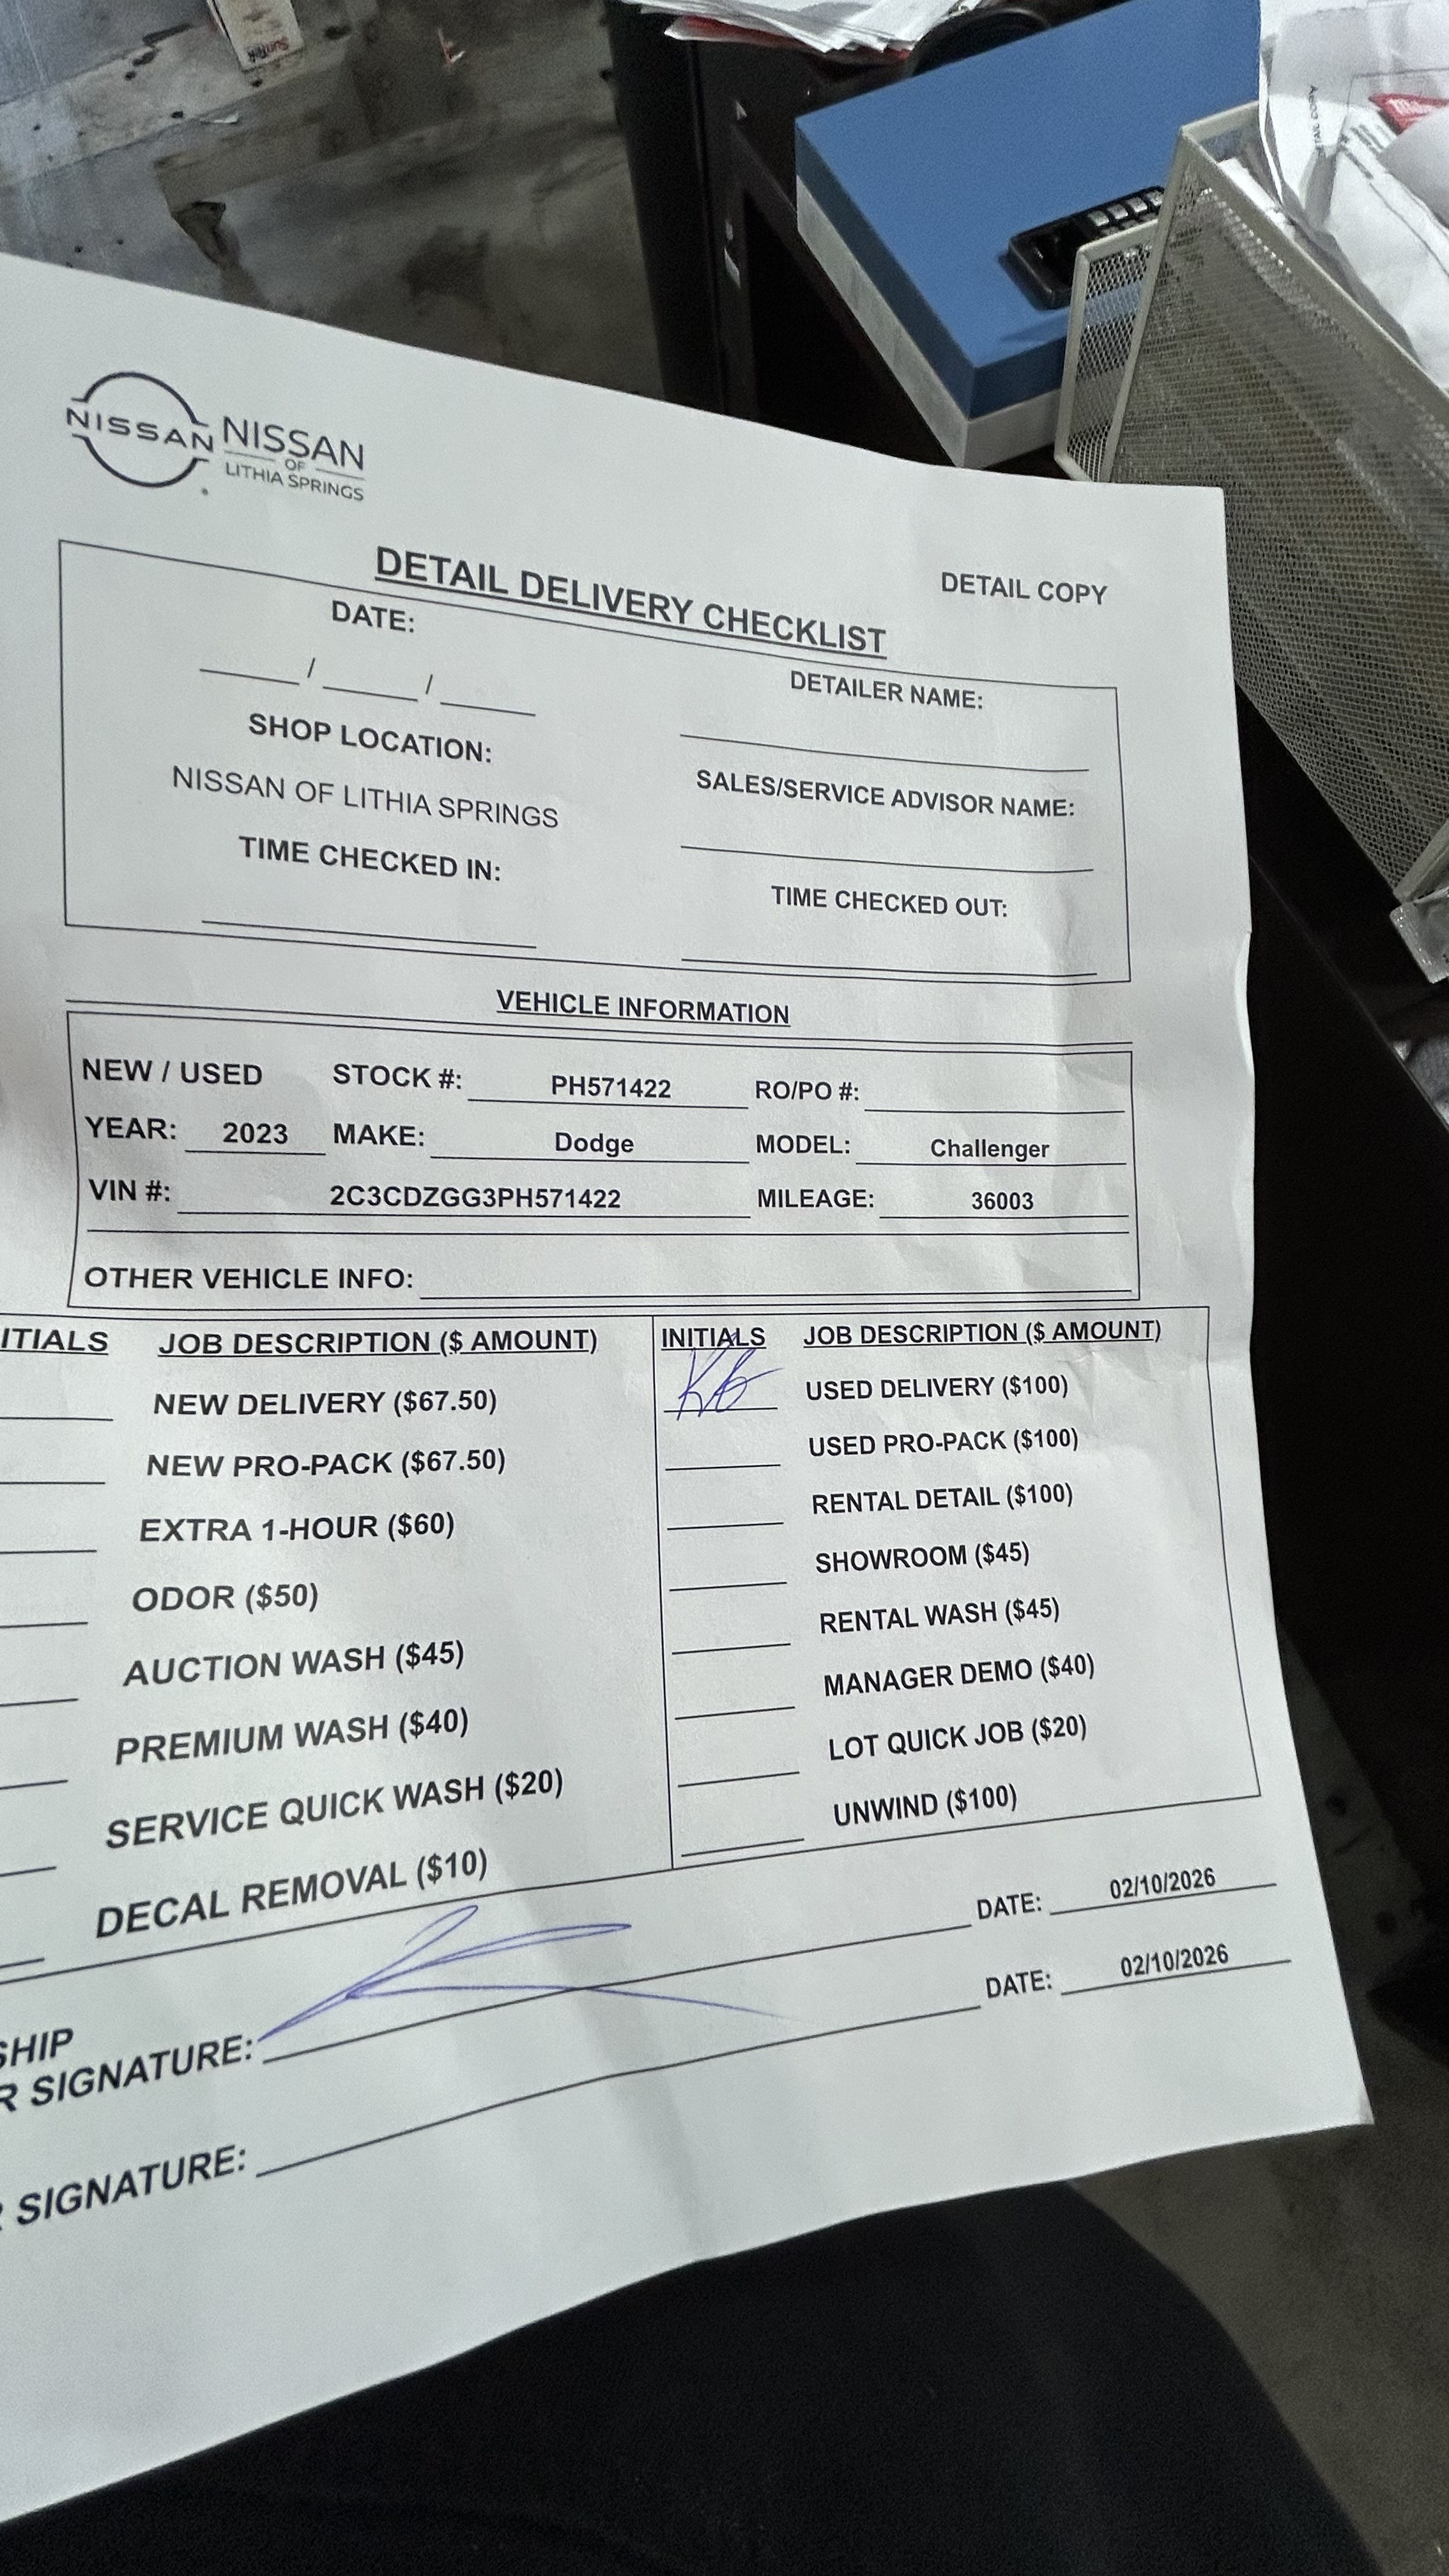 NISSAN
NISSAN
OF
LITHIA SPRINGS
DETAIL COPY
DETAIL DELIVERY CHECKLIST
DATE:
/ /
DETAILER NAME:
SHOP LOCATION:
NISSAN OF LITHIA SPRINGS
SALES/SERVICE ADVISOR NAME:
TIME CHECKED IN:
TIME CHECKED OUT:
VEHICLE INFORMATION
NEW / USED STOCK #: PH571422 RO/PO #:
YEAR: 2023 MAKE: Dodge MODEL: Challenger
VIN #: 2C3CDZGG3PH571422 MILEAGE: 36003
OTHER VEHICLE INFO:
ITIALS JOB DESCRIPTION ($ AMOUNT) INITIALS JOB DESCRIPTION ($ AMOUNT)
NEW DELIVERY ($67.50) USED DELIVERY ($100)
NEW PRO-PACK ($67.50) USED PRO-PACK ($100)
EXTRA 1-HOUR ($60) RENTAL DETAIL ($100)
ODOR ($50) SHOWROOM ($45)
AUCTION WASH ($45) RENTAL WASH ($45)
PREMIUM WASH ($40) MANAGER DEMO ($40)
SERVICE QUICK WASH ($20) LOT QUICK JOB ($20)
DECAL REMOVAL ($10) UNWIND ($100)
SHIP
R SIGNATURE: DATE: 02/10/2026
R SIGNATURE: DATE: 02/10/2026